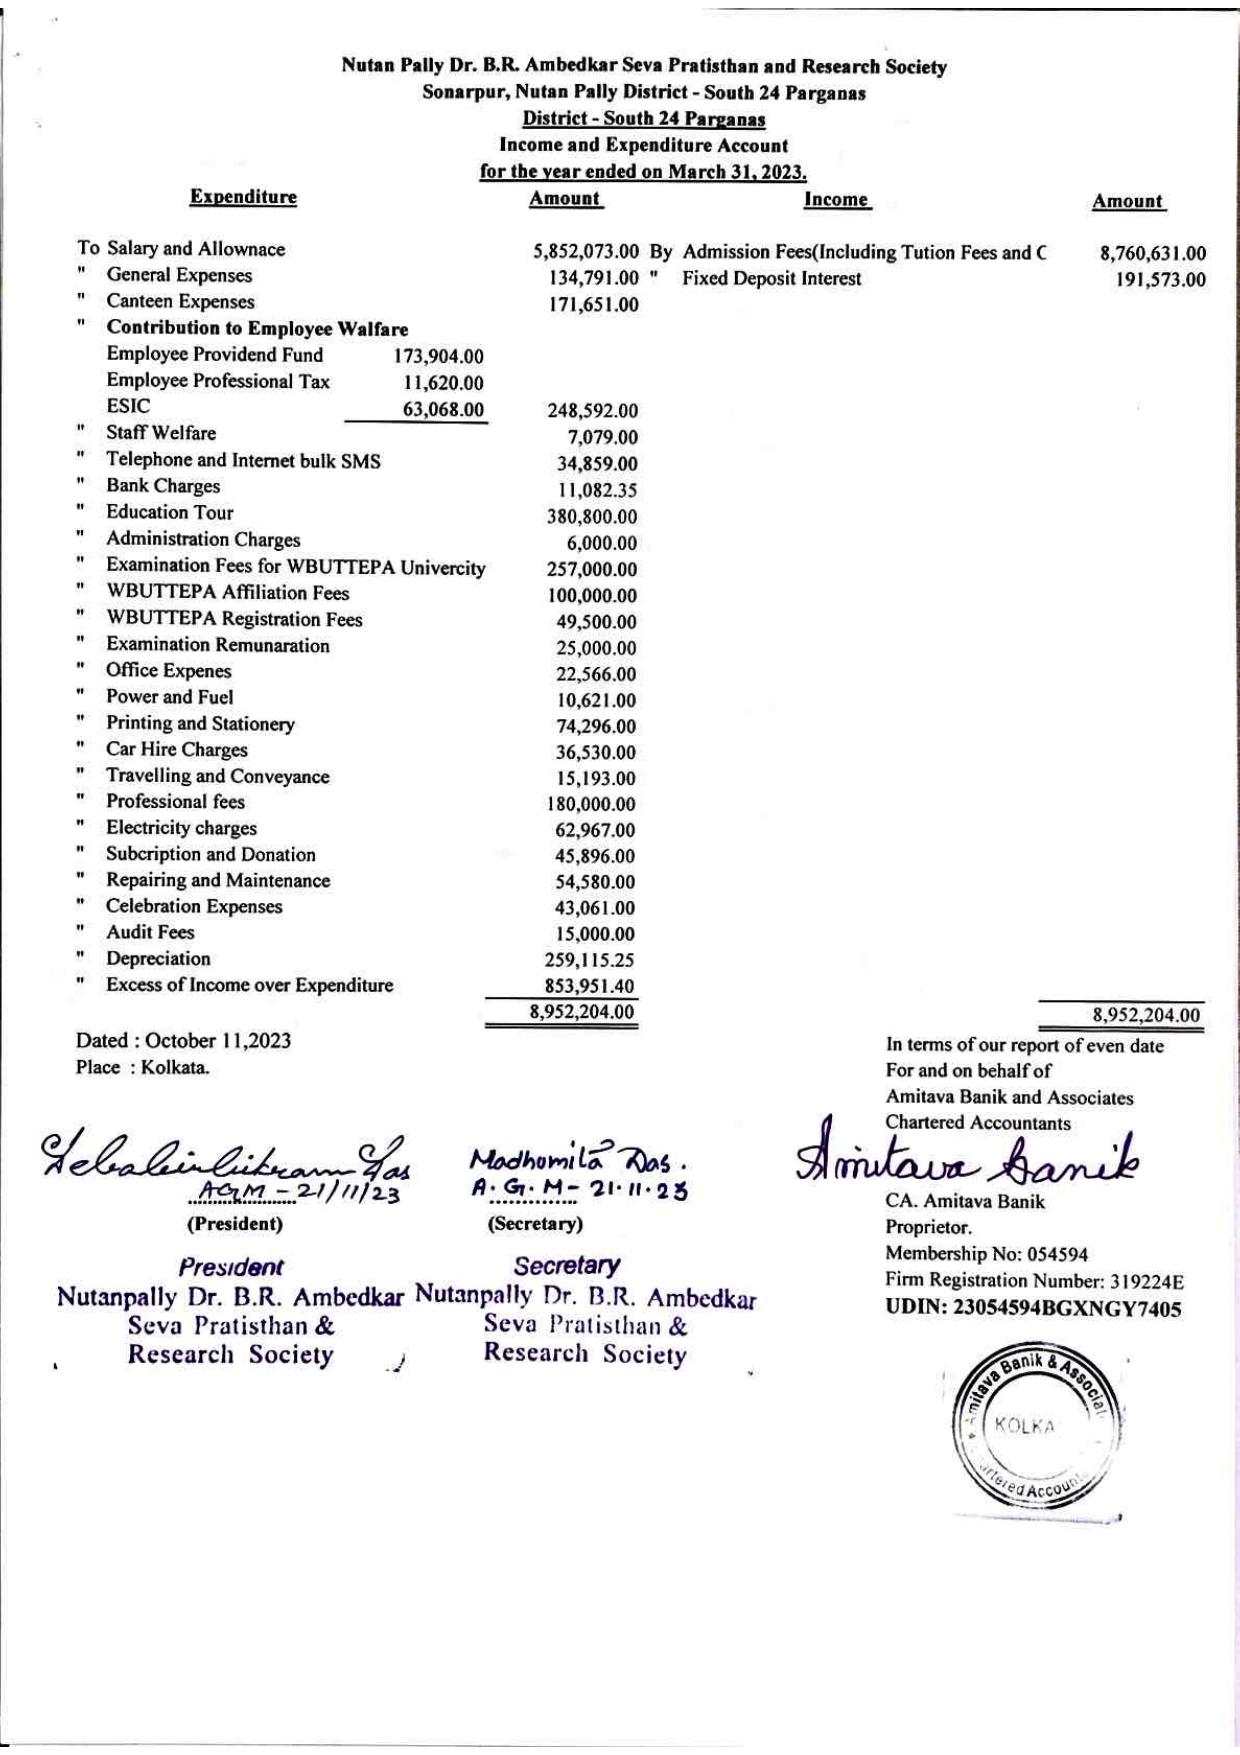 Nutan Pally Dr. B.R. Ambedkar Seva Pratisthan and Research Society
Sonarpur, Nutan Pally District - South 24 Parganas
District - South 24 Parganas
Income and Expenditure Account
for the year ended on March 31, 2023.
Expenditure Amount Income Amount
To Salary and Allownace 5,852,073.00 By Admission Fees(Including Tution Fees and C 8,760,631.00
" General Expenses 134,791.00 " Fixed Deposit Interest 191,573.00
" Canteen Expenses 171,651.00
" Contribution to Employee Walfare
Employee Providend Fund 173,904.00
Employee Professional Tax 11,620.00
ESIC 63,068.00 248,592.00
" Staff Welfare 7,079.00
" Telephone and Internet bulk SMS 34,859.00
" Bank Charges 11,082.35
" Education Tour 380,800.00
" Administration Charges 6,000.00
" Examination Fees for WBUTTEPA Univercity 257,000.00
" WBUTTEPA Affiliation Fees 100,000.00
" WBUTTEPA Registration Fees 49,500.00
" Examination Remunaration 25,000.00
" Office Expenes 22,566.00
" Power and Fuel 10,621.00
" Printing and Stationery 74,296.00
" Car Hire Charges 36,530.00
" Travelling and Conveyance 15,193.00
" Professional fees 180,000.00
" Electricity charges 62,967.00
" Subcription and Donation 45,896.00
" Repairing and Maintenance 54,580.00
" Celebration Expenses 43,061.00
" Audit Fees 15,000.00
" Depreciation 259,115.25
" Excess of Income over Expenditure 853,951.40
8,952,204.00 8,952,204.00
Dated : October 11,2023
Place : Kolkata.
In terms of our report of even date
For and on behalf of
Amitava Banik and Associates
Chartered Accountants
Das
AGM - 21/11/23
(President)
President
Nutanpally Dr. B.R. Ambedkar
Seva Pratisthan &
Research Society
Madhumita Das.
A.G.M- 21.11.23
(Secretary)
Secretary
Nutanpally Dr. B.R. Ambedkar
Seva Pratisthan &
Research Society
Amitava Banik
CA. Amitava Banik
Proprietor.
Membership No: 054594
Firm Registration Number: 319224E
UDIN: 23054594BGXNGY7405
Amitava Banik & Associat
KOLKA
artered Account